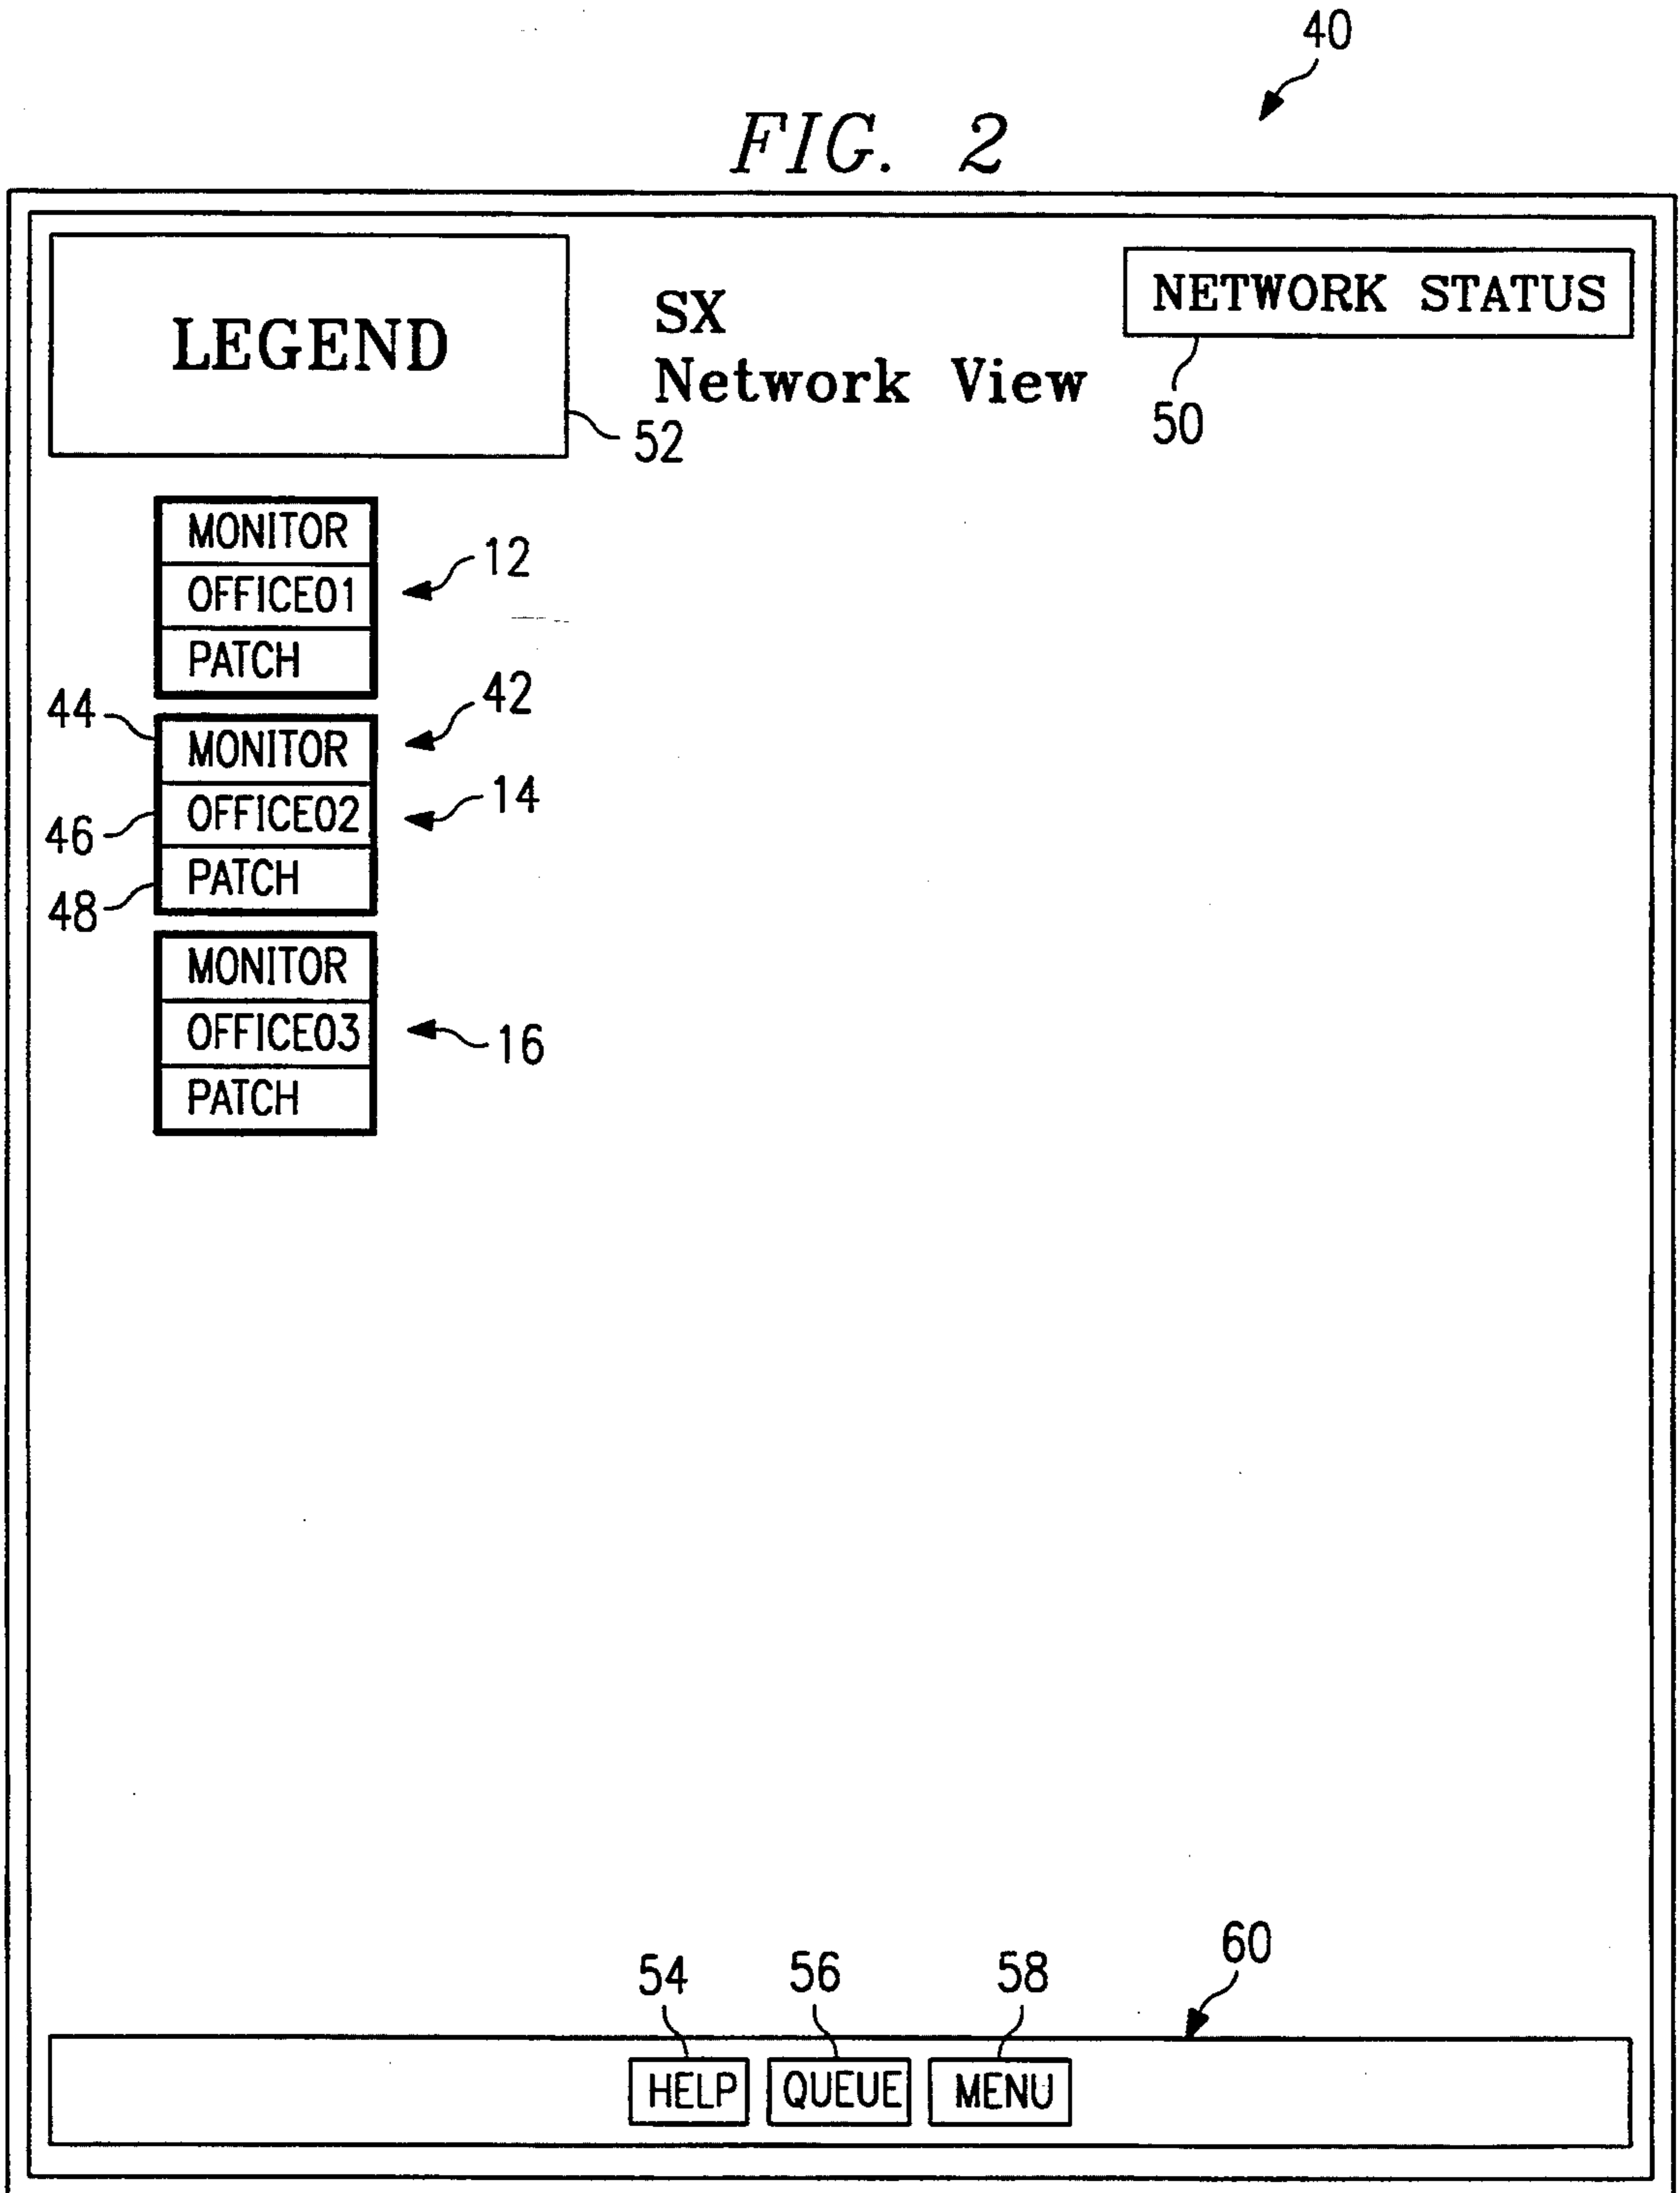 40
FIG. 2
LEGEND
SX
Network View
NETWORK STATUS
50
52
MONITOR
OFFICE01
PATCH
12
44
46
48
MONITOR
OFFICE02
PATCH
42
14
MONITOR
OFFICE03
PATCH
16
54
56
58
60
HELP
QUEUE
MENU